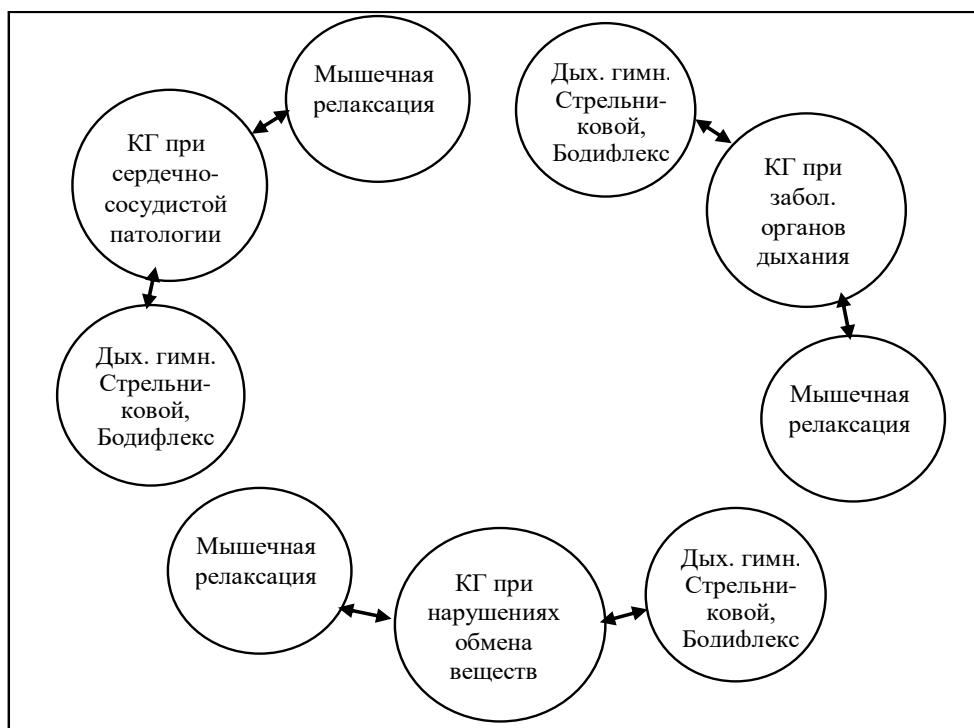 Мышечная
релаксация
Дых. гимн.
Стрельни-
ковой,
Бодифлекс
КГ при
сердечно-
сосудистой
патологии
КГ при
забол.
органов
дыхания
Дых. гимн.
Стрельни-
ковой,
Бодифлекс
Мышечная
релаксация
Мышечная
релаксация
КГ при
нарушениях
обмена
веществ
Дых. гимн.
Стрельни-
ковой,
Бодифлекс